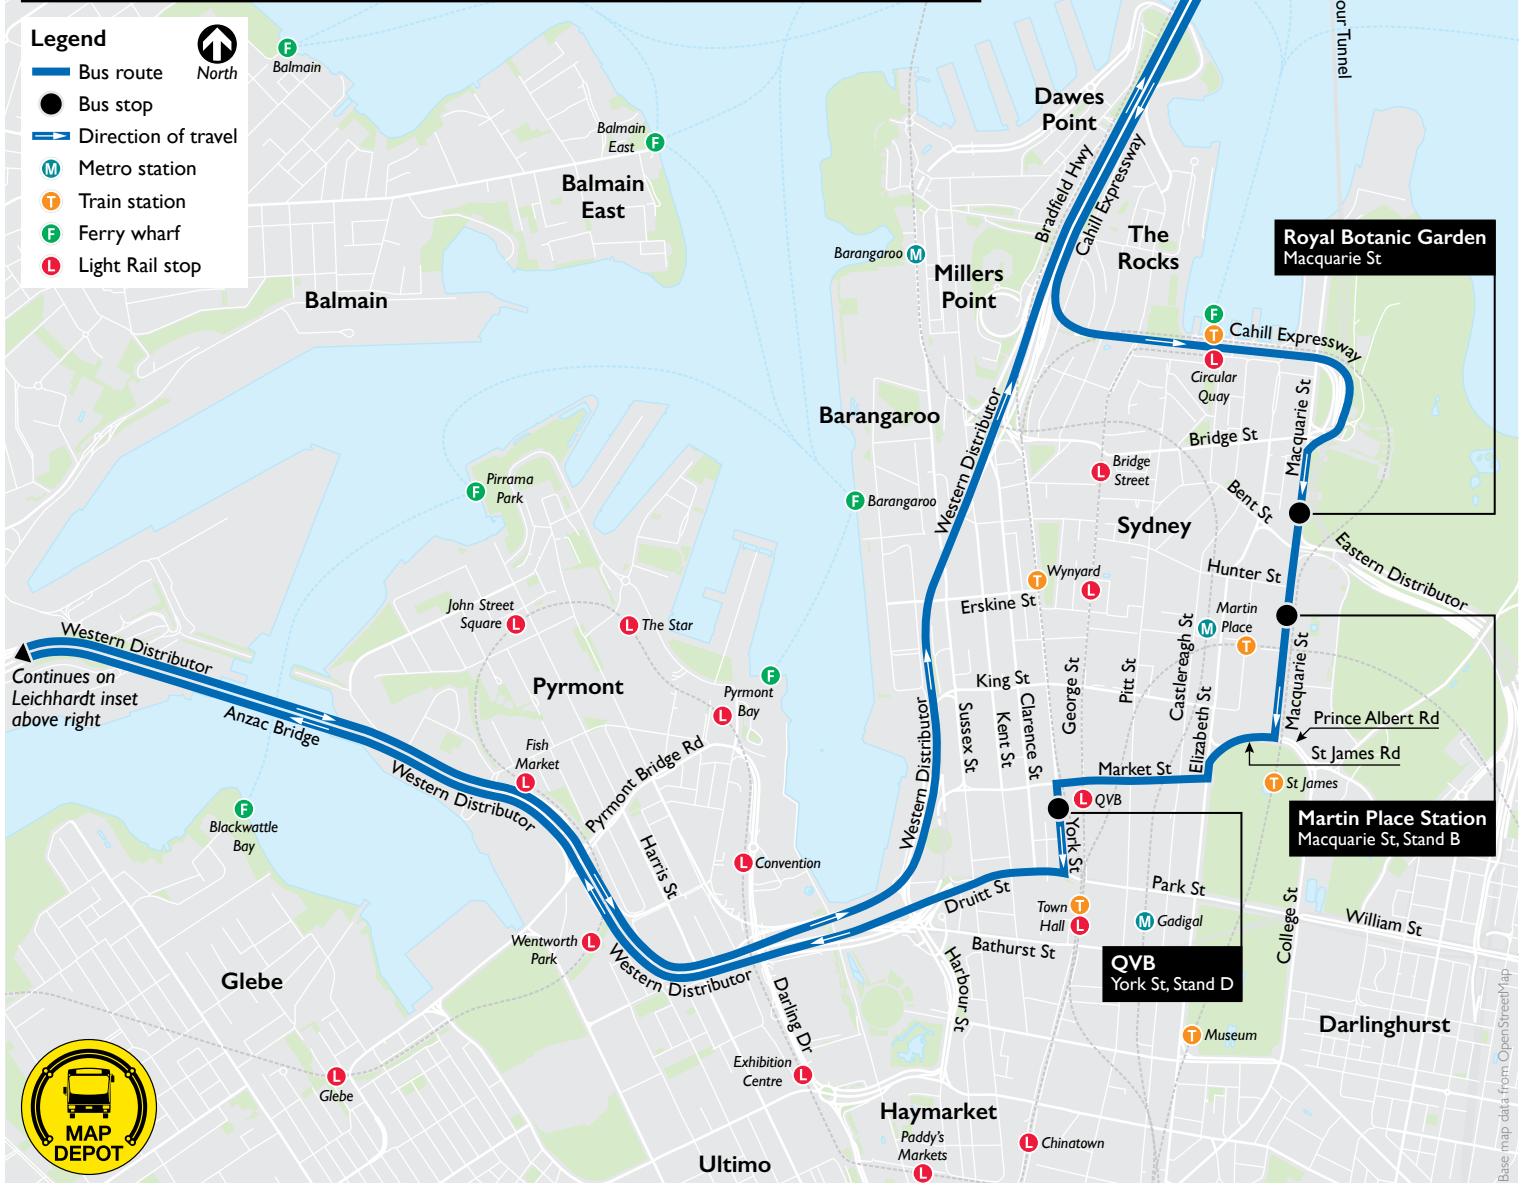 Legend
North
Bus route
Bus stop
Direction of travel
M Metro station
T Train station
F Ferry wharf
L Light Rail stop
F
Balmain
Balmain
East
F
Balmain
East
Balmain
our Tunnel
Dawes
Point
Bradfield Hwy
Cahill Expressway
The
Rocks
Barangaroo
M
Millers
Point
Royal Botanic Garden
Macquarie St
F
T
L
Cahill Expressway
Circular
Quay
Barangaroo
Western Distributor
Macquarie St
Bridge St
L
Bridge
Street
Bent St
F
Pirrama
Park
F
Barangaroo
Western Distributor
Sydney
Eastern Distributor
Hunter St
T
Wynyard
L
Erskine St
Martin
Place
M
T
John Street
Square
L
L
The Star
Western Distributor
Continues on
Leichhardt inset
above right
Anzac Bridge
Pyrmont
F
Pyrmont
Bay
L
King St
Sussex St
Kent St
Clarence St
George St
Pitt St
Castlereagh St
Elizabeth St
Macquarie St
Prince Albert Rd
St James Rd
Fish
Market
L
Western Distributor
Pyrmont Bridge Rd
Western Distributor
Market St
T
St James
L
QVB
York St
Martin Place Station
Macquarie St, Stand B
F
Blackwattle
Bay
Harris St
L
Convention
Druitt St
Park St
William St
College St
Town
Hall
T
L
M
Gadigal
Bathurst St
Wentworth
Park
L
Western Distributor
Harbour St
QVB
York St, Stand D
Glebe
Darling Dr
Darlinghurst
T
Museum
Exhibition
Centre
L
L
Glebe
Haymarket
Paddy's
Markets
L
L
Chinatown
Ultimo
MAP
DEPOT
Base map data from OpenStreetMap